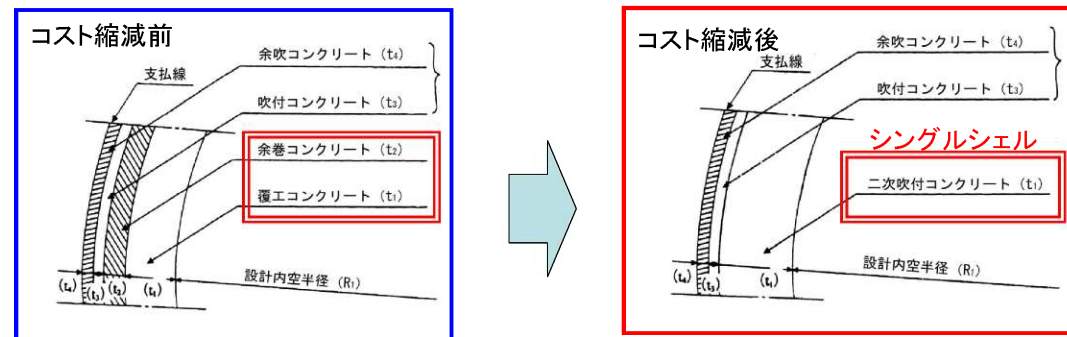 コスト縮減前
余吹コンクリート (t₄)
支払線
吹付コンクリート (t₃)
余巻コンクリート (t₂)
覆工コンクリート (t₁)
設計内空半径 (R₁)
(t₄)
(t₃)
(t₂)
(t₁)
コスト縮減後
余吹コンクリート (t₄)
支払線
吹付コンクリート (t₃)
シングルシェル
二次吹付コンクリート (t₁)
設計内空半径 (R₁)
(t₄)
(t₃)
(t₁)